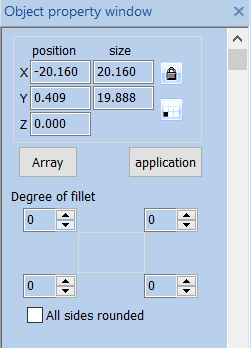 Object property window
position size
X -20.160 20.160
Y 0.409 19.888
Z 0.000
Array application
Degree of fillet
0 0
0 0
All sides rounded